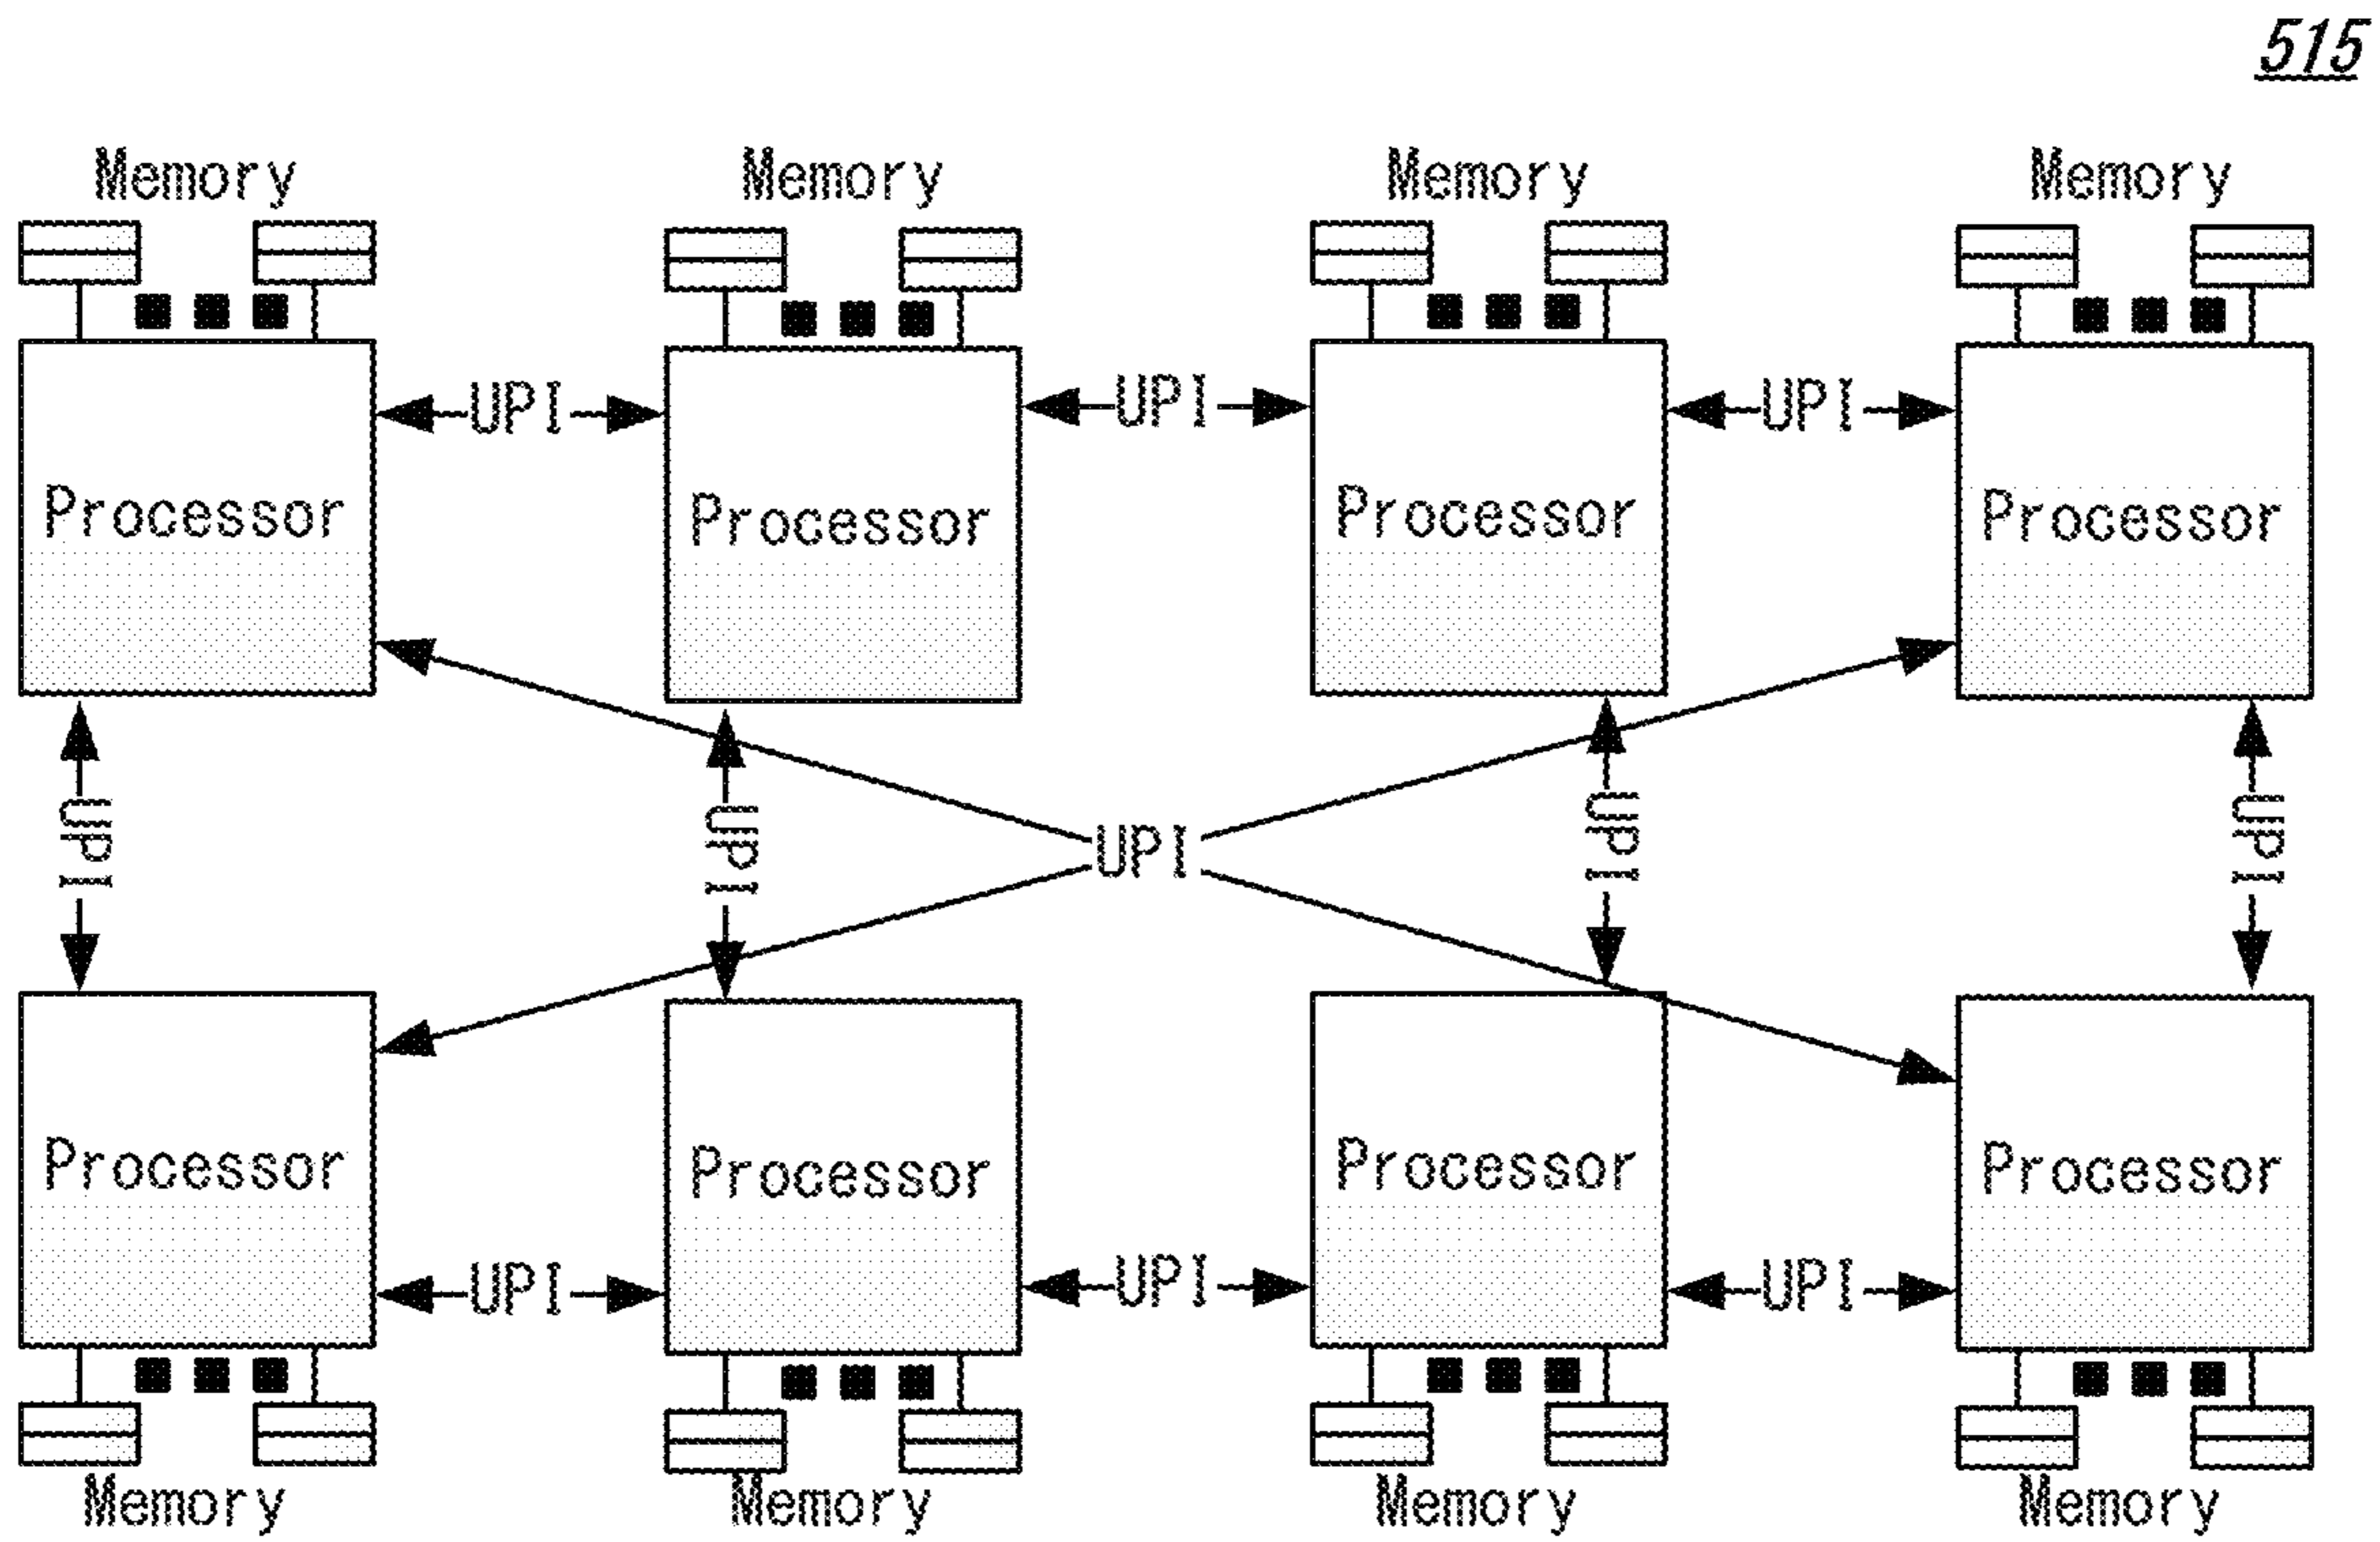 515
Memory Memory Memory Memory
UPI UPI UPI
Processor Processor Processor Processor
UPI UPI UPI UPI UPI
Processor Processor Processor Processor
UPI UPI UPI
Memory Memory Memory Memory